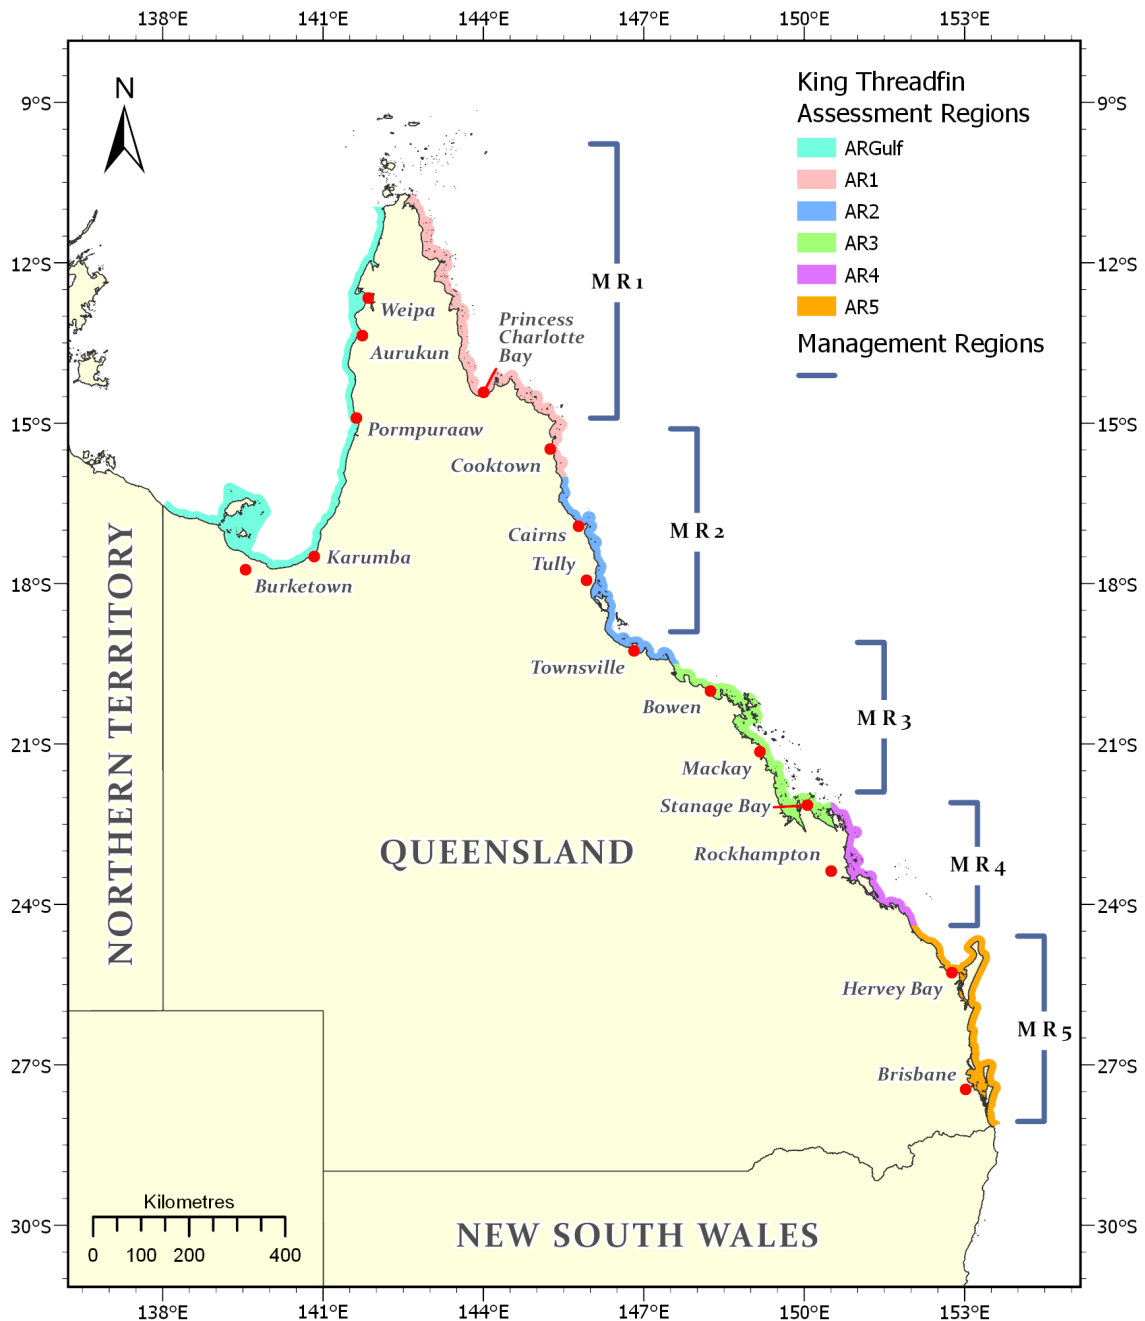 138°E 141°E 144°E 147°E 150°E 153°E
9°S 9°S
12°S 12°S
15°S 15°S
18°S 18°S
21°S 21°S
24°S 24°S
27°S 27°S
30°S 30°S
138°E 141°E 144°E 147°E 150°E 153°E
N
King Threadfin
Assessment Regions
ARGulf
AR1
AR2
AR3
AR4
AR5
Management Regions
MR1
MR2
MR3
MR4
MR5
Weipa
Aurukun
Princess
Charlotte
Bay
Pormpuraaw
Cooktown
Cairns
Tully
Karumba
Burketown
Townsville
Bowen
Mackay
Stanage Bay
Rockhampton
Hervey Bay
Brisbane
NORTHERN TERRITORY
QUEENSLAND
NEW SOUTH WALES
Kilometres
0 100 200 400